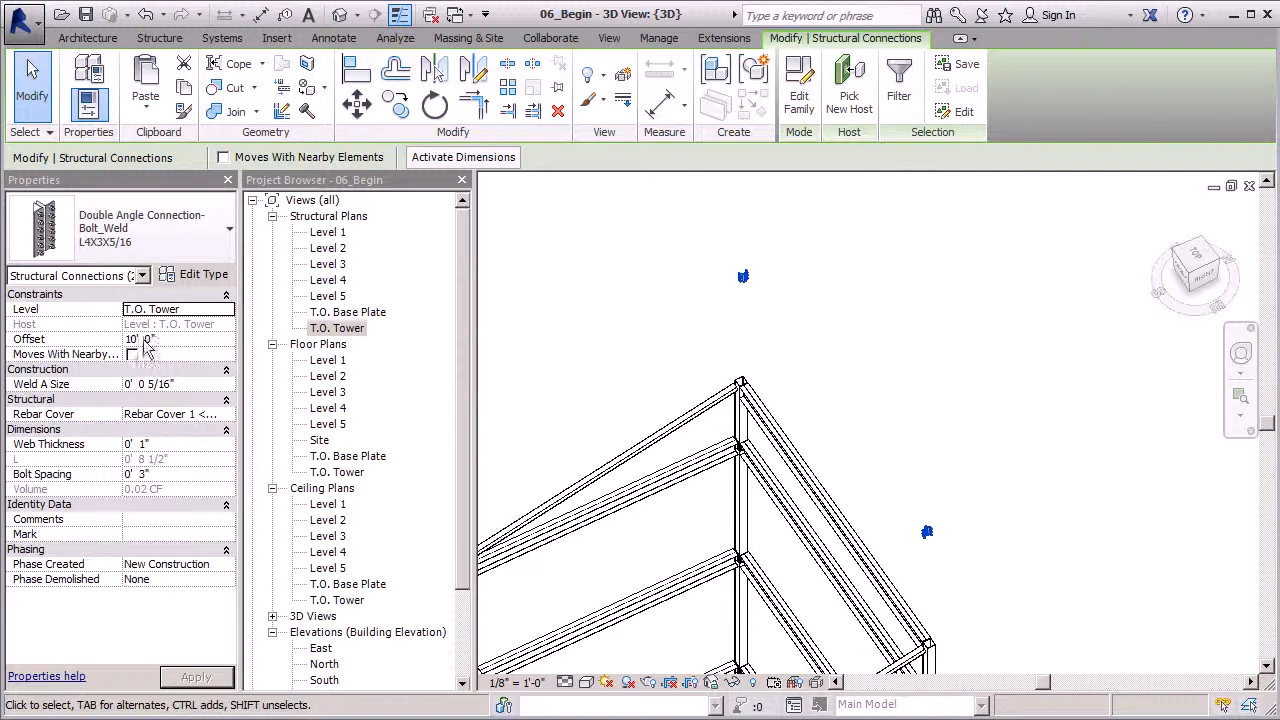 06_Begin - 3D View: {3D}
Type a keyword or phrase
Sign In
Architecture Structure Systems Insert Annotate Analyze Massing & Site Collaborate View Manage Extensions Modify | Structural Connections
Modify
Paste
Cope
Cut
Join
Edit
Family
Pick
New Host
Filter
Save
Load
Edit
Select Properties Clipboard Geometry Modify View Measure Create Mode Host Selection
Modify | Structural Connections
Moves With Nearby Elements
Activate Dimensions
Properties
Double Angle Connection-
Bolt_Weld
L4X3X5/16
Structural Connections (2
Edit Type
Constraints
Level T.O. Tower
Host Level : T.O. Tower
Offset 10' 0"
Moves With Nearby...
Construction
Weld A Size 0' 0 5/16"
Structural
Rebar Cover Rebar Cover 1 <...
Dimensions
Web Thickness 0' 1"
L 0' 8 1/2"
Bolt Spacing 0' 3"
Volume 0.02 CF
Identity Data
Comments
Mark
Phasing
Phase Created New Construction
Phase Demolished None
Properties help
Apply
Project Browser - 06_Begin
Views (all)
Structural Plans
Level 1
Level 2
Level 3
Level 4
Level 5
T.O. Base Plate
T.O. Tower
Floor Plans
Level 1
Level 2
Level 3
Level 4
Level 5
Site
T.O. Base Plate
T.O. Tower
Ceiling Plans
Level 1
Level 2
Level 3
Level 4
Level 5
T.O. Base Plate
T.O. Tower
3D Views
Elevations (Building Elevation)
East
North
South
TOP
RIGHT
1/8" = 1'-0"
Click to select, TAB for alternates, CTRL adds, SHIFT unselects.
:0
Main Model
:2